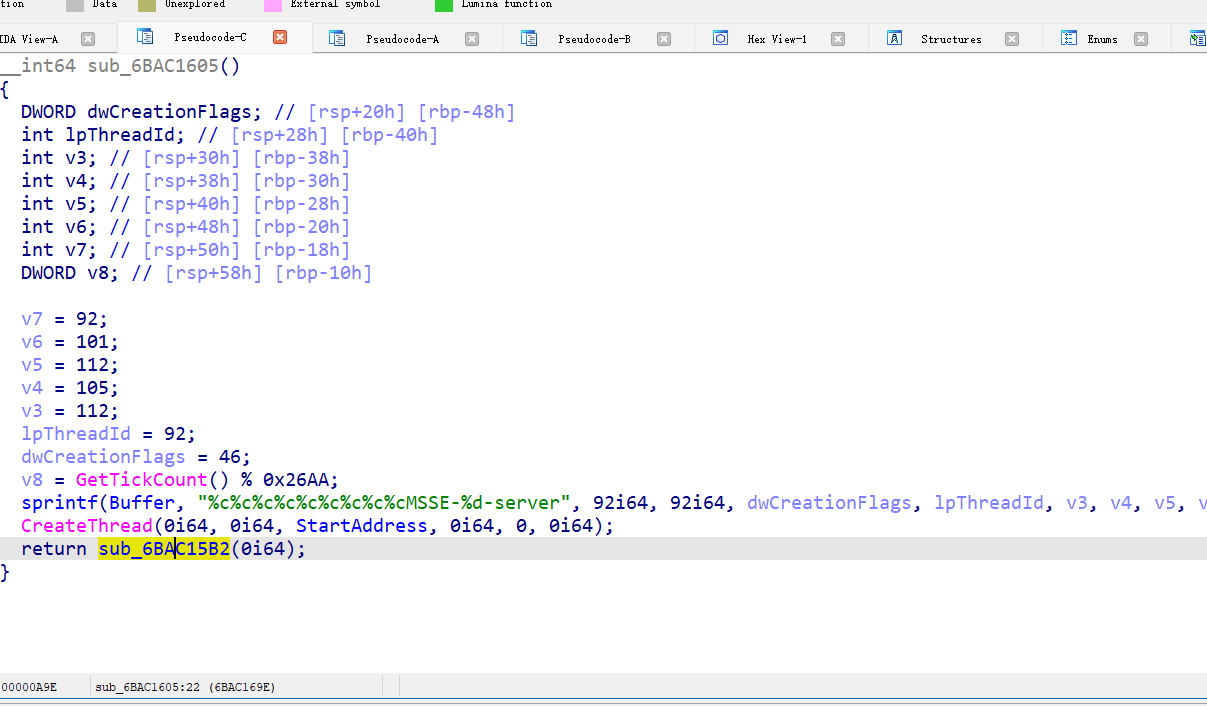 tion Data Unexplored External symbol Lumina function
IDA View-A Pseudocode-C Pseudocode-A Pseudocode-B Hex View-1 Structures Enums
__int64 sub_6BAC1605()
{
DWORD dwCreationFlags; // [rsp+20h] [rbp-48h]
int lpThreadId; // [rsp+28h] [rbp-40h]
int v3; // [rsp+30h] [rbp-38h]
int v4; // [rsp+38h] [rbp-30h]
int v5; // [rsp+40h] [rbp-28h]
int v6; // [rsp+48h] [rbp-20h]
int v7; // [rsp+50h] [rbp-18h]
DWORD v8; // [rsp+58h] [rbp-10h]
v7 = 92;
v6 = 101;
v5 = 112;
v4 = 105;
v3 = 112;
lpThreadId = 92;
dwCreationFlags = 46;
v8 = GetTickCount() % 0x26AA;
sprintf(Buffer, "%c%c%c%c%c%c%c%c%cMSSE-%d-server", 92i64, 92i64, dwCreationFlags, lpThreadId, v3, v4, v5, v
CreateThread(0i64, 0i64, StartAddress, 0i64, 0, 0i64);
return sub_6BAC15B2(0i64);
}
00000A9E sub_6BAC1605:22 (6BAC169E)